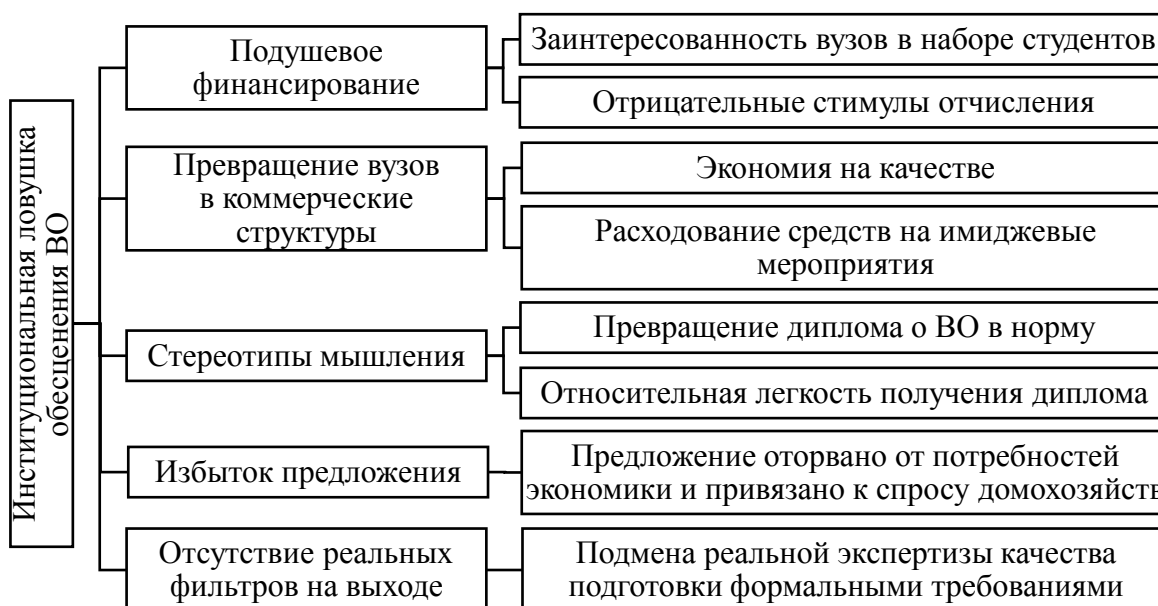 Институциональная ловушка
обесценения ВО
Подушевое
финансирование
Заинтересованность вузов в наборе студентов
Отрицательные стимулы отчисления
Превращение вузов
в коммерческие
структуры
Экономия на качестве
Расходование средств на имиджевые
мероприятия
Стереотипы мышления
Превращение диплома о ВО в норму
Относительная легкость получения диплома
Избыток предложения
Предложение оторвано от потребностей
экономики и привязано к спросу домохозяйств
Отсутствие реальных
фильтров на выходе
Подмена реальной экспертизы качества
подготовки формальными требованиями